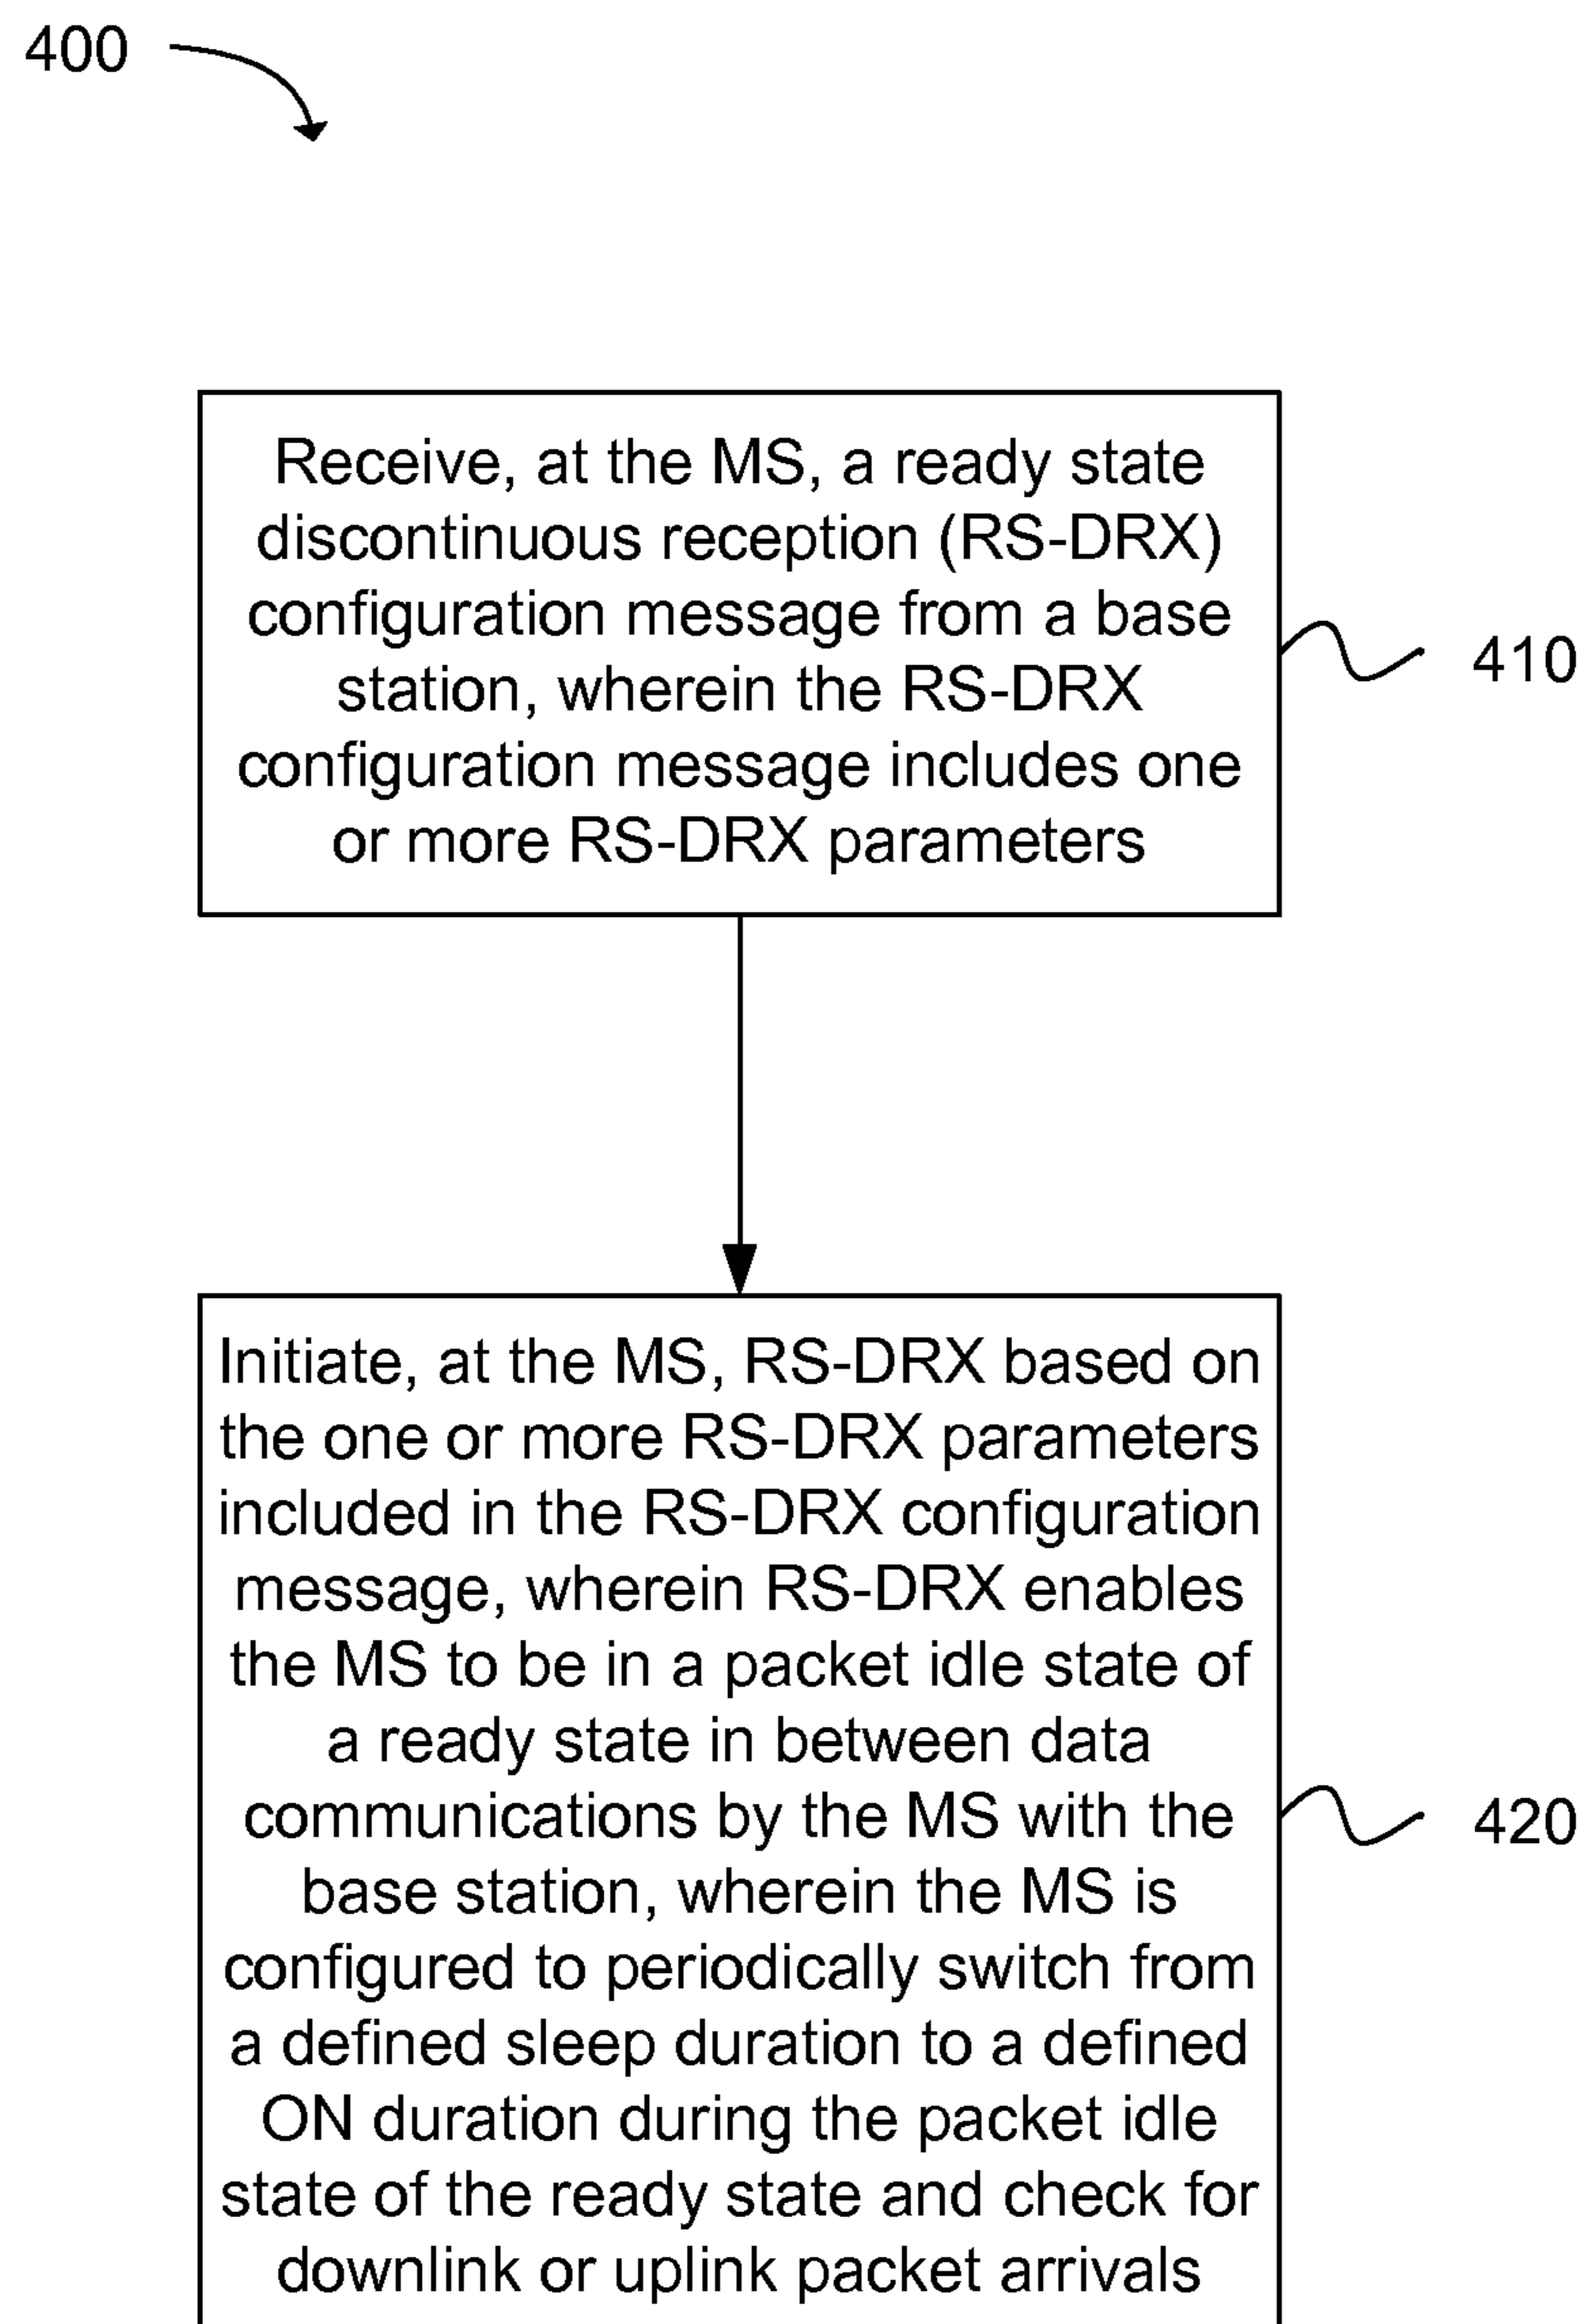 400
Receive, at the MS, a ready state
discontinuous reception (RS-DRX)
configuration message from a base
station, wherein the RS-DRX
configuration message includes one
or more RS-DRX parameters
410
Initiate, at the MS, RS-DRX based on
the one or more RS-DRX parameters
included in the RS-DRX configuration
message, wherein RS-DRX enables
the MS to be in a packet idle state of
a ready state in between data
communications by the MS with the
base station, wherein the MS is
configured to periodically switch from
a defined sleep duration to a defined
ON duration during the packet idle
state of the ready state and check for
downlink or uplink packet arrivals
420